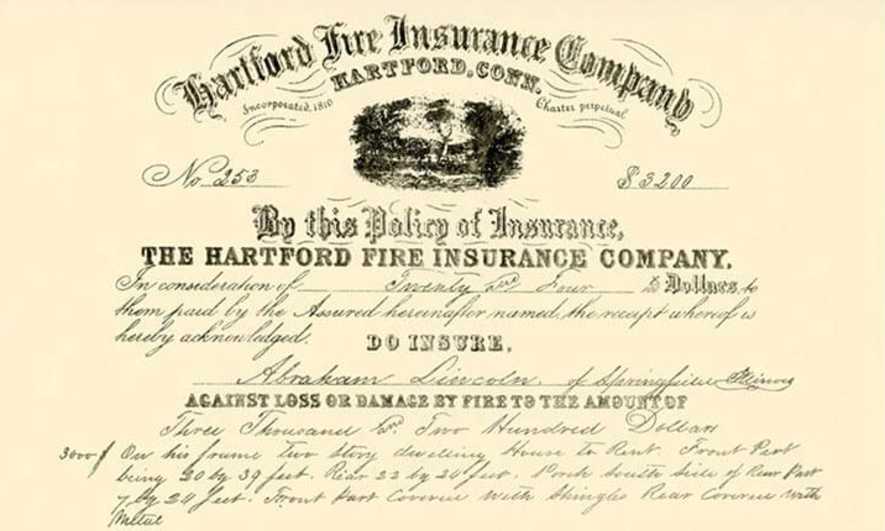 Hartford Fire Insurance Company
HARTFORD, CONN.
Incorporated, 1810 Charter perpetual.
No 253 $ 3200
By this Policy of Insurance,
THE HARTFORD FIRE INSURANCE COMPANY.
In consideration of Twenty and Four Dollars, to
them paid by the Assured hereinafter named, the receipt whereof is
hereby acknowledged.
DO INSURE,
Abraham Lincoln. of Springfield Illinois
AGAINST LOSS OR DAMAGE BY FIRE TO THE AMOUNT OF
Three Thousand and Two Hundred Dollars
3000 $ On his frame two story dwelling House to Rent. Front Part
being 20 by 39 feet. Rear 22 by 20 feet. Porch South Side of Rear Part
7 by 24 feet. Front Part Covered with Shingles Rear Covered with
Metal